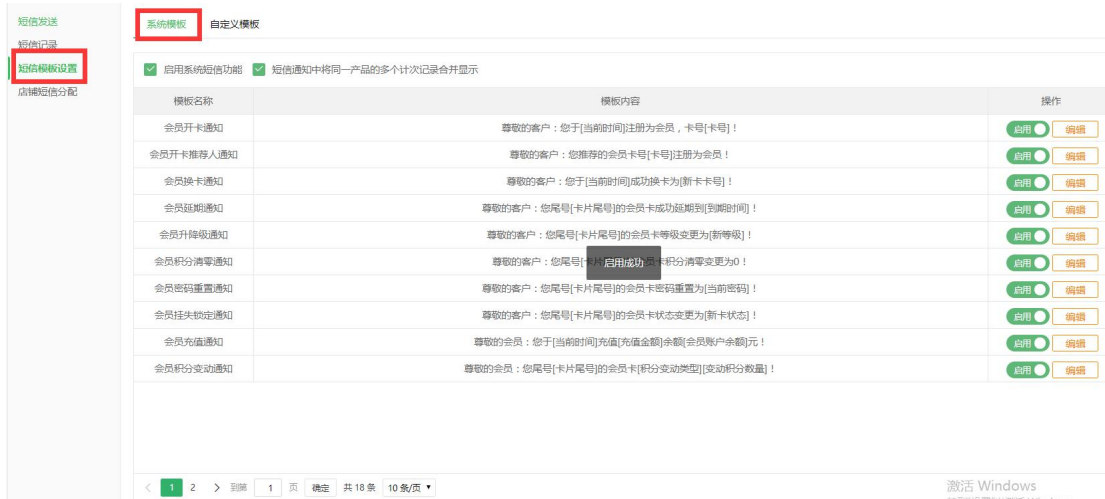 短信发送
短信记录
短信模板设置
店铺短信分配
系统模板 自定义模板
启用系统短信功能 短信通知中将同一产品的多个计次记录合并显示
模板名称 模板内容 操作
会员开卡通知 尊敬的客户：您于[当前时间]注册为会员，卡号[卡号]！ 启用 编辑
会员开卡推荐人通知 尊敬的客户：您推荐的会员卡号[卡号]注册为会员！ 启用 编辑
会员换卡通知 尊敬的客户：您于[当前时间]成功换卡为[新卡卡号]！ 启用 编辑
会员延期通知 尊敬的客户：您尾号[卡片尾号]的会员卡成功延期到[到期时间]！ 启用 编辑
会员升降级通知 尊敬的客户：您尾号[卡片尾号]的会员卡等级变更为[新等级]！ 启用 编辑
会员积分清零通知 尊敬的客户：您尾号[卡片 启用成功 员卡积分清零变更为0！ 启用 编辑
会员密码重置通知 尊敬的客户：您尾号[卡片尾号]的会员卡密码重置为[当前密码]！ 启用 编辑
会员挂失锁定通知 尊敬的客户：您尾号[卡片尾号]的会员卡状态变更为[新卡状态]！ 启用 编辑
会员充值通知 尊敬的会员：您于[当前时间]充值[充值金额]余额[会员账户余额]元！ 启用 编辑
会员积分变动通知 尊敬的会员：您尾号[卡片尾号]的会员卡[积分变动类型][变动积分数量]！ 启用 编辑
1 2 到第 1 页 确定 共 18 条 10 条/页
激活 Windows